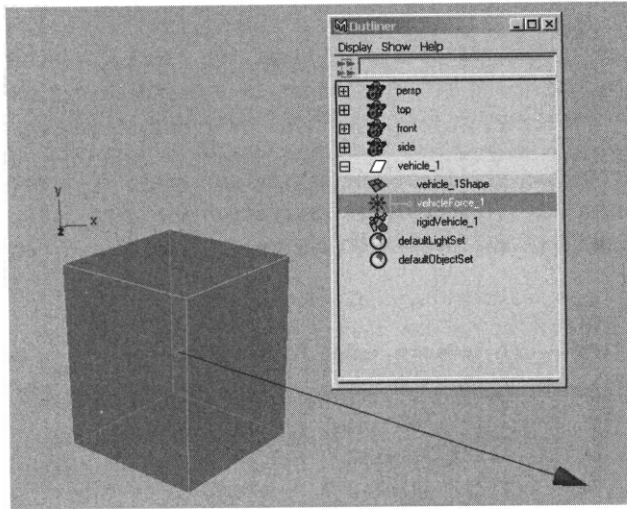 Outliner
Display Show Help
persp
top
front
side
vehicle_1
vehicle_1Shape
vehicleForce_1
rigidVehicle_1
defaultLightSet
defaultObjectSet
y
x
z